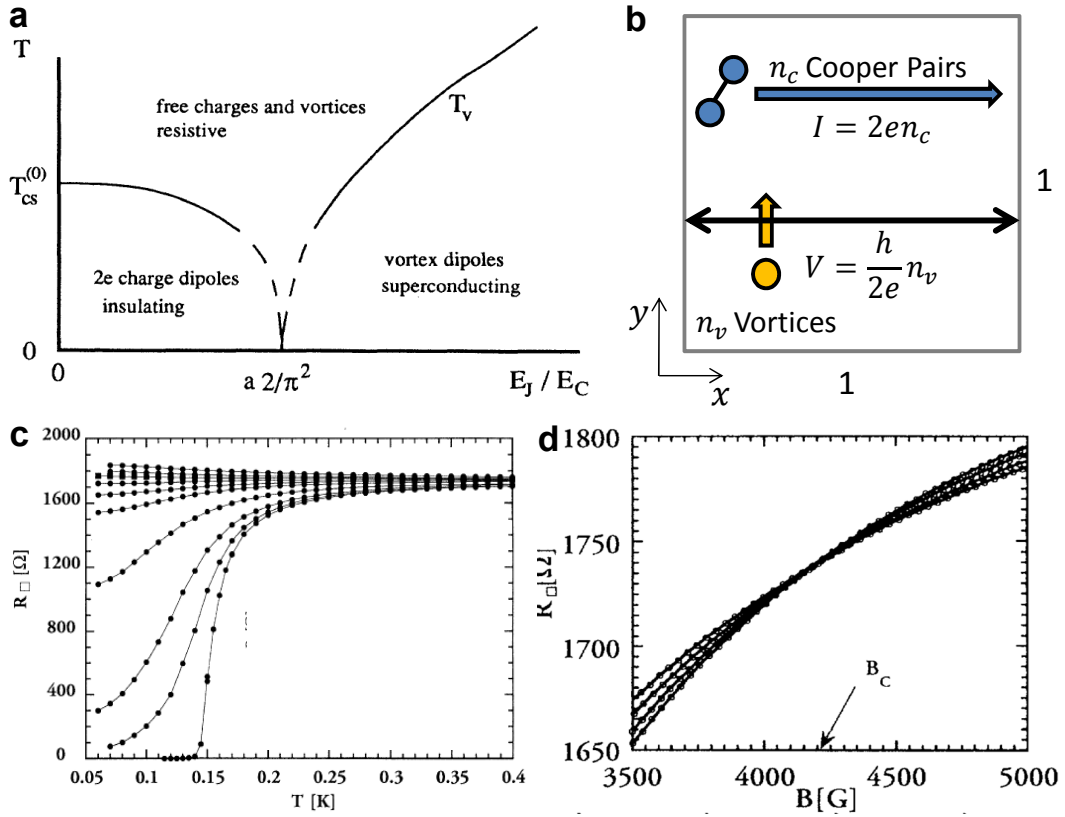 a
T
free charges and vortices
resistive
T_v
T_cs^(0)
2e charge dipoles
insulating
vortex dipoles
superconducting
0
0
a 2/π²
E_J / E_C
b
n_c Cooper Pairs
I = 2en_c
1
V = h/2e n_v
n_v Vortices
y
x
1
c
2000
1600
1200
800
400
0
R□ [Ω]
0.05 0.1 0.15 0.2 0.25 0.3 0.35 0.4
T [K]
d
1800
1750
1700
1650
R□[Ω]
B_C
3500 4000 4500 5000
B[G]